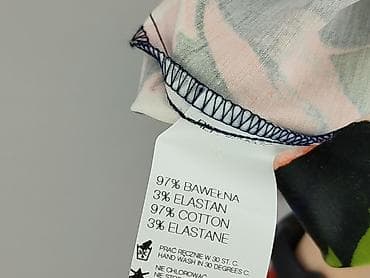 97% BAWEŁNA
3% ELASTAN
97% COTTON
3% ELASTANE
PRAĆ RĘCZNIE W 30 ST. C.
HAND WASH IN 30 DEGREES C.
NIE CHLOROWAĆ